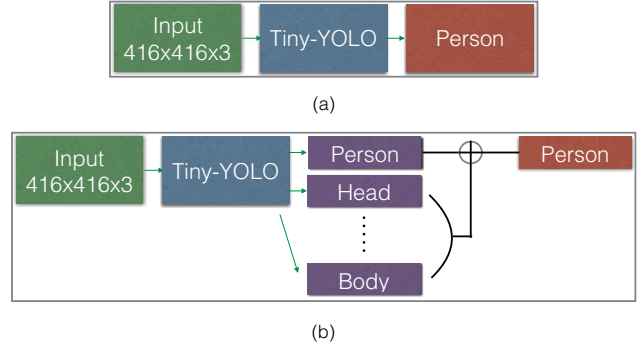 Input
416x416x3
Tiny-YOLO
Person
(a)
Input
416x416x3
Tiny-YOLO
Person
Person
Head
Body
(b)